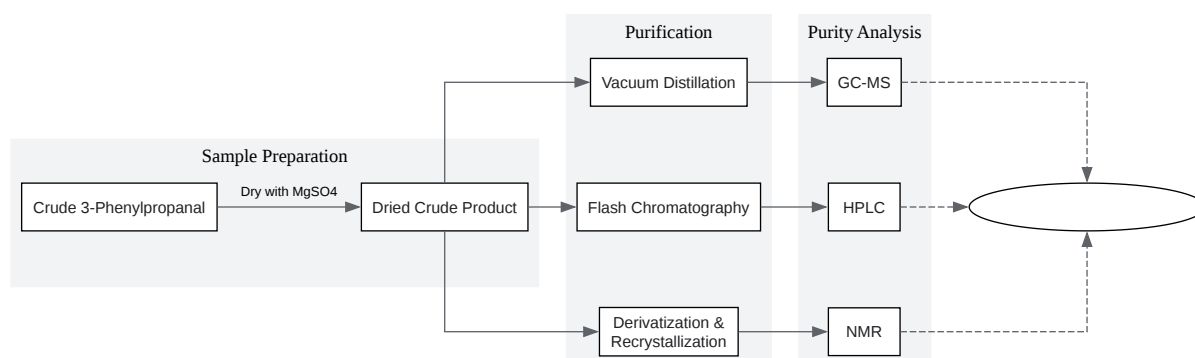 Purification
Purity Analysis
Vacuum Distillation
GC-MS
Sample Preparation
Crude 3-Phenylpropanal
Dry with MgSO4
Dried Crude Product
Flash Chromatography
HPLC
Derivatization &
Recrystallization
NMR